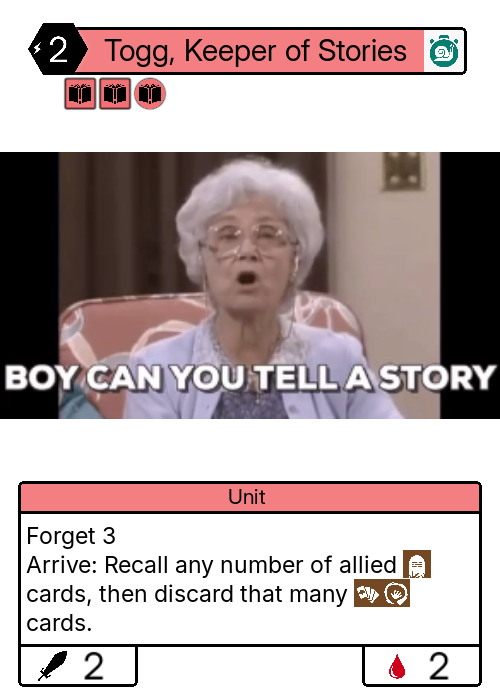 2 Togg, Keeper of Stories
BOY CAN YOU TELL A STORY
Unit
Forget 3
Arrive: Recall any number of allied
cards, then discard that many
cards.
2 2